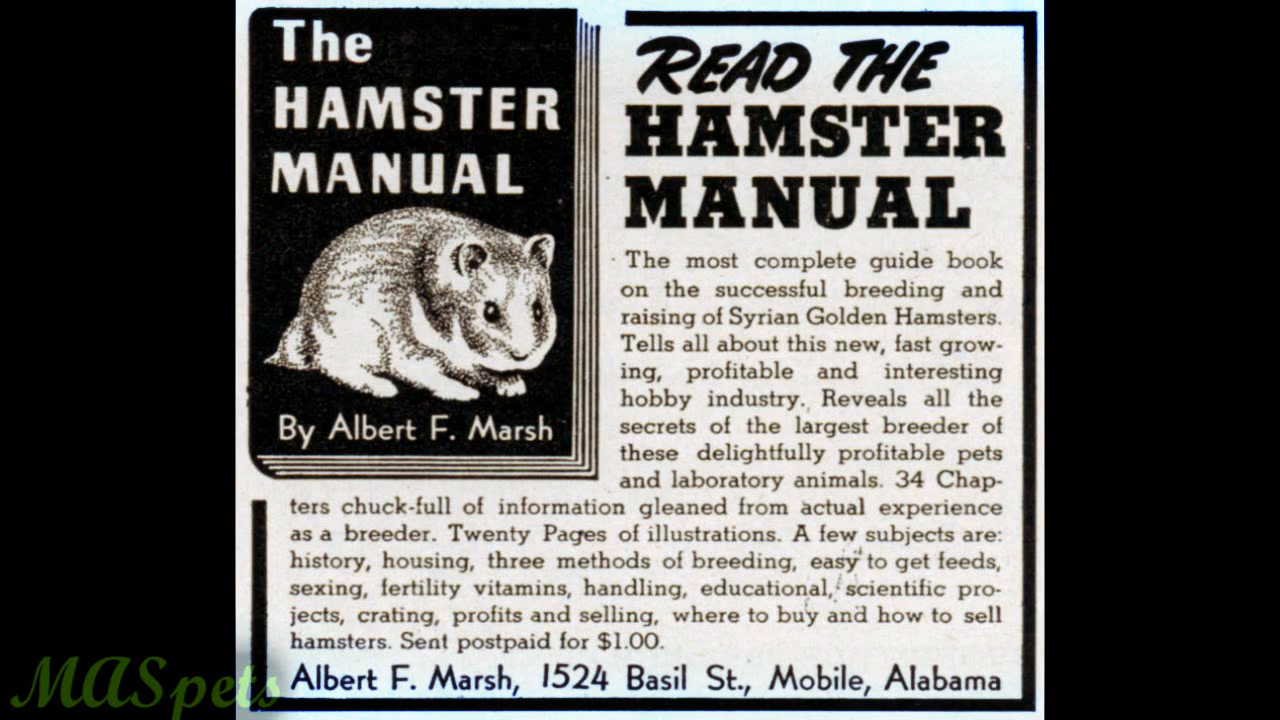 The
HAMSTER
MANUAL
By Albert F. Marsh
READ THE
HAMSTER
MANUAL
The most complete guide book
on the successful breeding and
raising of Syrian Golden Hamsters.
Tells all about this new, fast grow-
ing, profitable and interesting
hobby industry. Reveals all the
secrets of the largest breeder of
these delightfully profitable pets
and laboratory animals. 34 Chap-
ters chuck-full of information gleaned from actual experience
as a breeder. Twenty Pages of illustrations. A few subjects are:
history, housing, three methods of breeding, easy to get feeds,
sexing, fertility vitamins, handling, educational, scientific pro-
jects, crating, profits and selling, where to buy and how to sell
hamsters. Sent postpaid for $1.00.
Albert F. Marsh, 1524 Basil St., Mobile, Alabama
MASpets